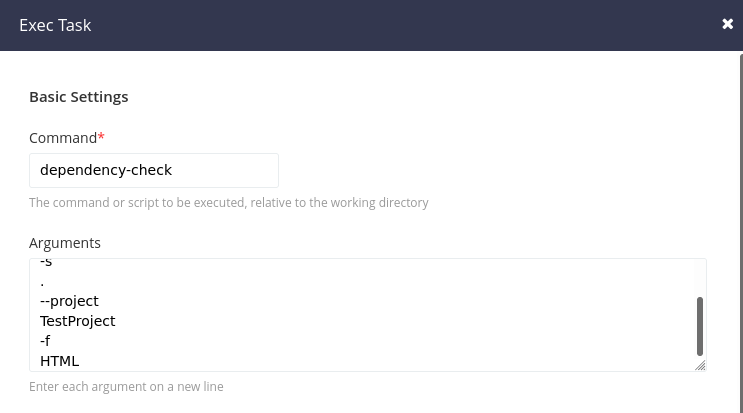 Exec Task
Basic Settings
Command*
dependency-check
The command or script to be executed, relative to the working directory
Arguments
-s
.
--project
TestProject
-f
HTML
Enter each argument on a new line